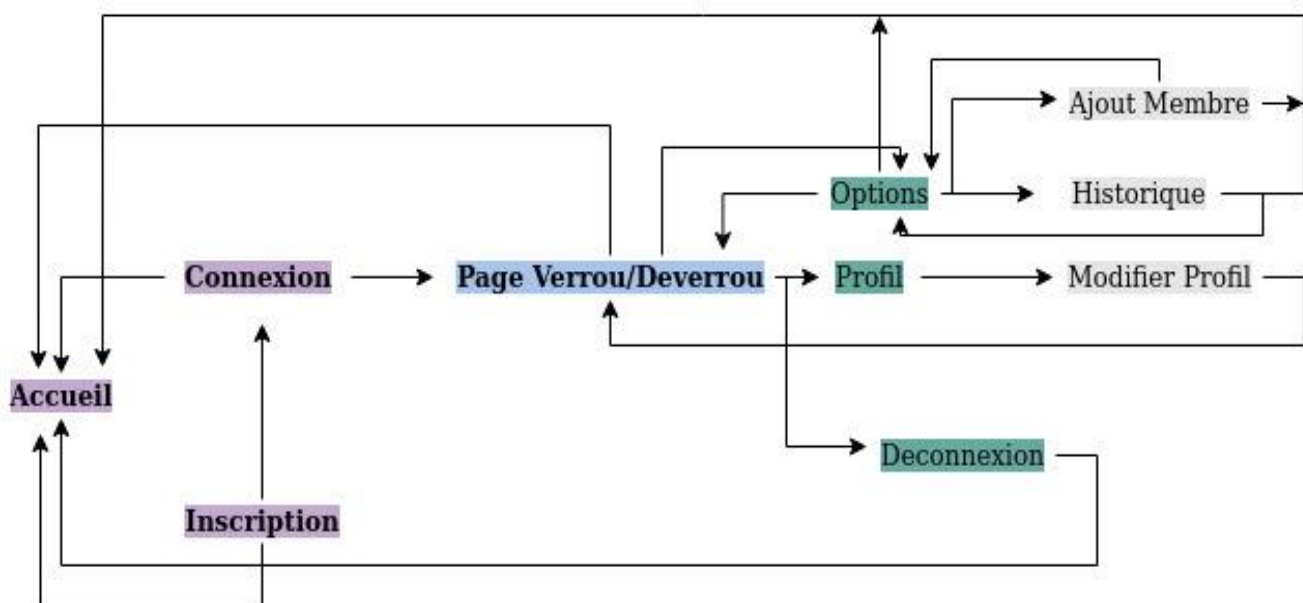 Ajout Membre
Options
Historique
Connexion
Page Verrou/Deverrou
Profil
Modifier Profil
Accueil
Deconnexion
Inscription